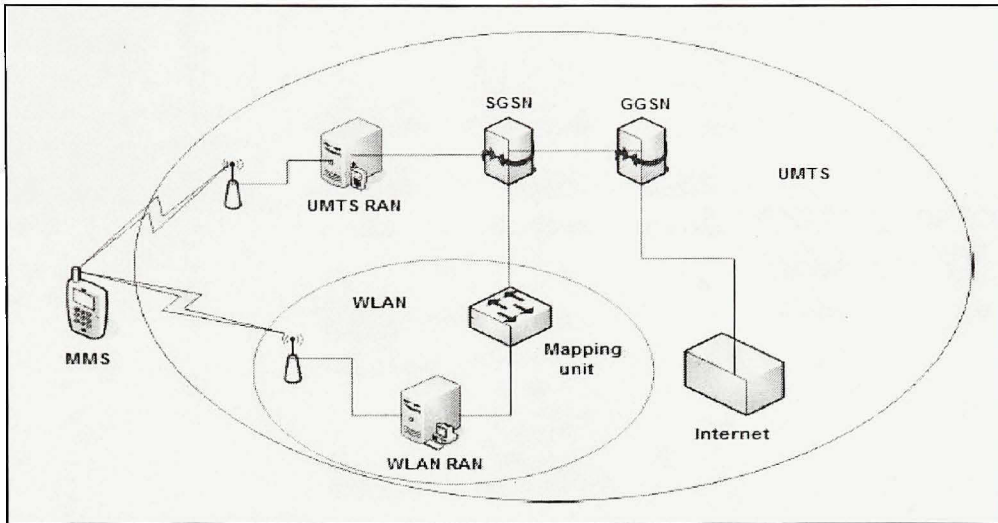 SGSN
GGSN
UMTS
UMTS RAN
WLAN
MMS
Mapping
unit
Internet
WLAN RAN